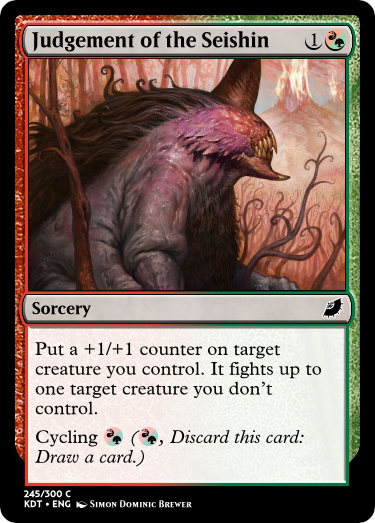 Judgement of the Seishin 1
Sorcery
Put a +1/+1 counter on target
creature you control. It fights up to
one target creature you don't
control.
Cycling (, Discard this card:
Draw a card.)
245/300 C
KDT • ENG Simon Dominic Brewer